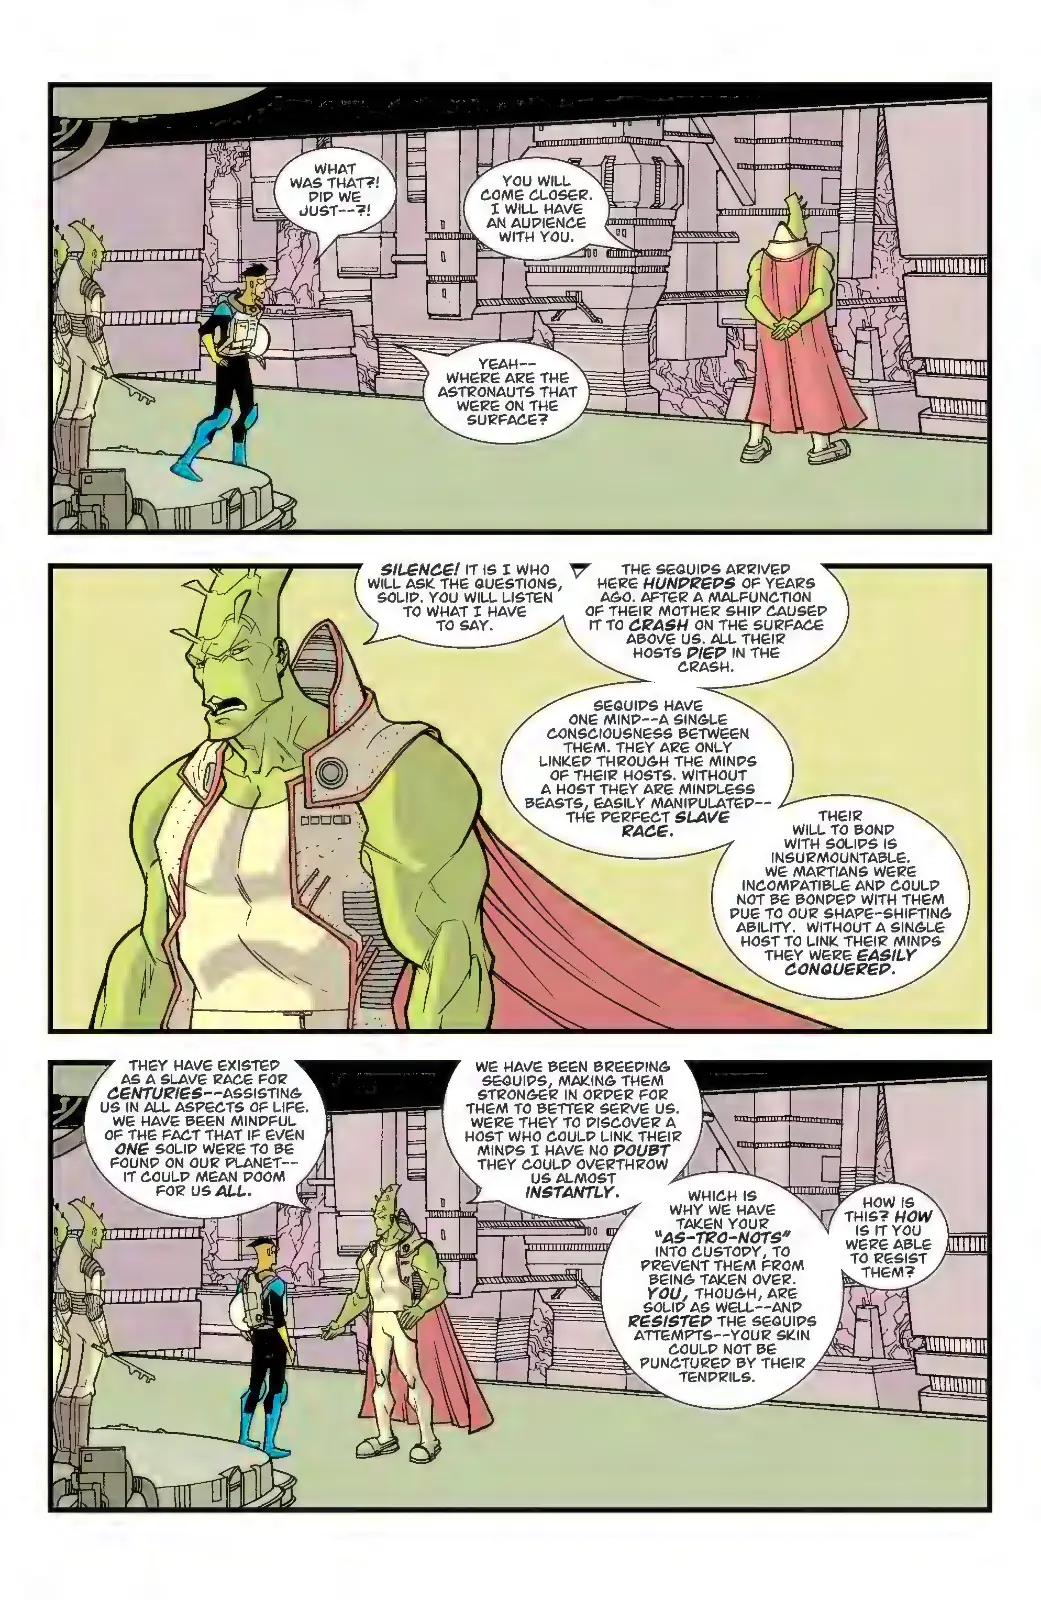 WHAT
WAS THAT?!
DID WE
JUST--?!
YOU WILL
COME CLOSER.
I WILL HAVE
AN AUDIENCE
WITH YOU.
YEAH--
WHERE ARE THE
ASTRONAUTS THAT
WERE ON THE
SURFACE?
SILENCE! IT IS I WHO
WILL ASK THE QUESTIONS,
SOLID. YOU WILL LISTEN
TO WHAT I HAVE
TO SAY.
THE SEQUIDS ARRIVED
HERE HUNDREDS OF YEARS
AGO. AFTER A MALFUNCTION
OF THEIR MOTHER SHIP CAUSED
IT TO CRASH ON THE SURFACE
ABOVE US. ALL THEIR
HOSTS DIED IN THE
CRASH.
SEQUIDS HAVE
ONE MIND--A SINGLE
CONSCIOUSNESS BETWEEN
THEM. THEY ARE ONLY
LINKED THROUGH THE MINDS
OF THEIR HOSTS. WITHOUT
A HOST THEY ARE MINDLESS
BEASTS, EASILY MANIPULATED--
THE PERFECT SLAVE
RACE.
THEIR
WILL TO BOND
WITH SOLIDS IS
INSURMOUNTABLE.
WE MARTIANS WERE
INCOMPATIBLE AND COULD
NOT BE BONDED WITH THEM
DUE TO OUR SHAPE-SHIFTING
ABILITY. WITHOUT A SINGLE
HOST TO LINK THEIR MINDS
THEY WERE EASILY
CONQUERED.
THEY HAVE EXISTED
AS A SLAVE RACE FOR
CENTURIES--ASSISTING
US IN ALL ASPECTS OF LIFE.
WE HAVE BEEN MINDFUL
OF THE FACT THAT IF EVEN
ONE SOLID WERE TO BE
FOUND ON OUR PLANET--
IT COULD MEAN DOOM
FOR US ALL.
WE HAVE BEEN BREEDING
SEQUIDS, MAKING THEM
STRONGER IN ORDER FOR
THEM TO BETTER SERVE US.
WERE THEY TO DISCOVER A
HOST WHO COULD LINK THEIR
MINDS I HAVE NO DOUBT
THEY COULD OVERTHROW
US ALMOST
INSTANTLY.
WHICH IS
WHY WE HAVE
TAKEN YOUR
"AS-TRO-NOTS"
INTO CUSTODY, TO
PREVENT THEM FROM
BEING TAKEN OVER.
YOU, THOUGH, ARE
SOLID AS WELL--AND
RESISTED THE SEQUIDS
ATTEMPTS--YOUR SKIN
COULD NOT BE
PUNCTURED BY THEIR
TENDRILS.
HOW IS
THIS? HOW
IS IT YOU
WERE ABLE
TO RESIST
THEM?